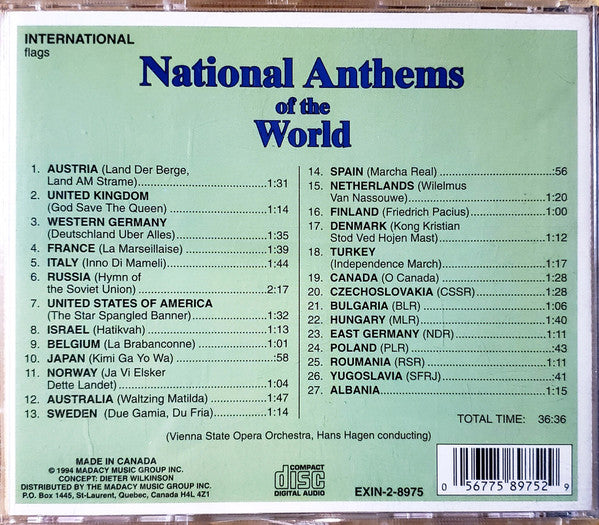 INTERNATIONAL
flags
National Anthems
of the
World
1. AUSTRIA (Land Der Berge,
Land AM Strame)....................1:31
2. UNITED KINGDOM
(God Save The Queen)....................1:14
3. WESTERN GERMANY
(Deutschland Uber Alles)....................1:35
4. FRANCE (La Marseillaise)....................1:39
5. ITALY (Inno Di Mameli)....................1:44
6. RUSSIA (Hymn of
the Soviet Union)....................2:17
7. UNITED STATES OF AMERICA
(The Star Spangled Banner)....................1:32
8. ISRAEL (Hatikvah)....................1:13
9. BELGIUM (La Brabanconne)....................1:01
10. JAPAN (Kimi Ga Yo Wa)....................:58
11. NORWAY (Ja Vi Elsker
Dette Landet)....................1:04
12. AUSTRALIA (Waltzing Matilda)....................1:47
13. SWEDEN (Due Gamia, Du Fria)....................1:14
14. SPAIN (Marcha Real)....................:56
15. NETHERLANDS (Wilelmus
Van Nassouwe)....................1:20
16. FINLAND (Friedrich Pacius)....................1:00
17. DENMARK (Kong Kristian
Stod Ved Hojen Mast)....................1:12
18. TURKEY
(Independence March)....................1:17
19. CANADA (O Canada)....................1:28
20. CZECHOSLOVAKIA (CSSR)....................1:28
21. BULGARIA (BLR)....................1:06
22. HUNGARY (MLR)....................1:40
23. EAST GERMANY (NDR)....................1:11
24. POLAND (PLR)....................:43
25. ROUMANIA (RSR)....................1:11
26. YUGOSLAVIA (SFRJ)....................:41
27. ALBANIA....................1:15
TOTAL TIME: 36:36
(Vienna State Opera Orchestra, Hans Hagen conducting)
MADE IN CANADA
© 1994 MADACY MUSIC GROUP INC.
CONCEPT: DIETER WILKINSON
DISTRIBUTED BY THE MADACY MUSIC GROUP INC.
P.O. Box 1445, St-Laurent, Quebec, Canada H4L 4Z1
COMPACT
disc
DIGITAL AUDIO
EXIN-2-8975
0 56775 89752 9